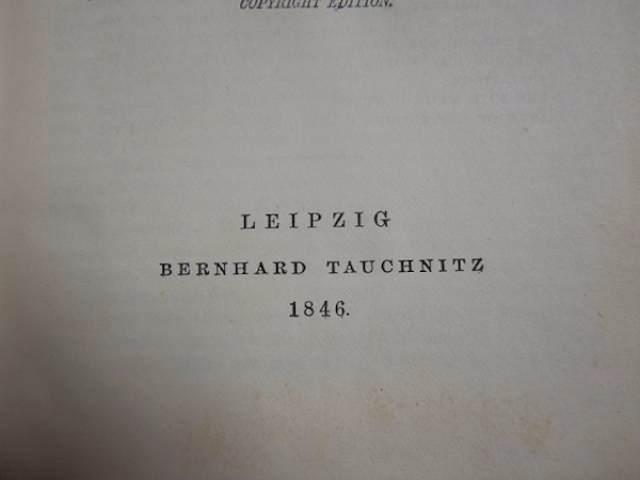 COPYRIGHT EDITION.
LEIPZIG
BERNHARD TAUCHNITZ
1846.